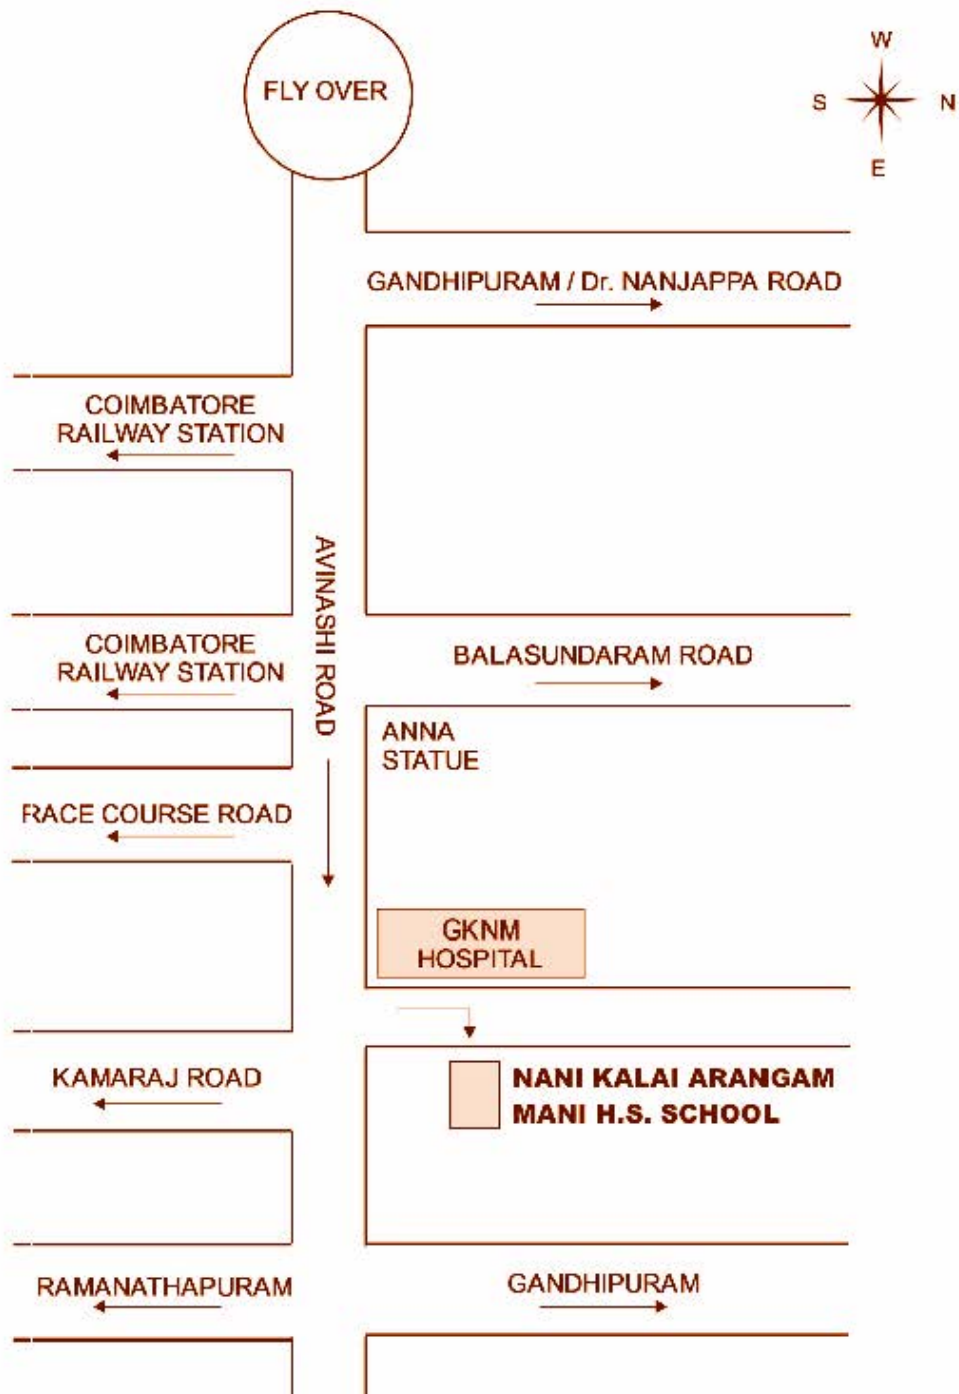 FLY OVER
W
S
N
E
GANDHIPURAM / Dr. NANJAPPA ROAD
COIMBATORE
RAILWAY STATION
AVINASHI ROAD
COIMBATORE
RAILWAY STATION
BALASUNDARAM ROAD
ANNA
STATUE
RACE COURSE ROAD
GKNM
HOSPITAL
KAMARAJ ROAD
NANI KALAI ARANGAM
MANI H.S. SCHOOL
RAMANATHAPURAM
GANDHIPURAM